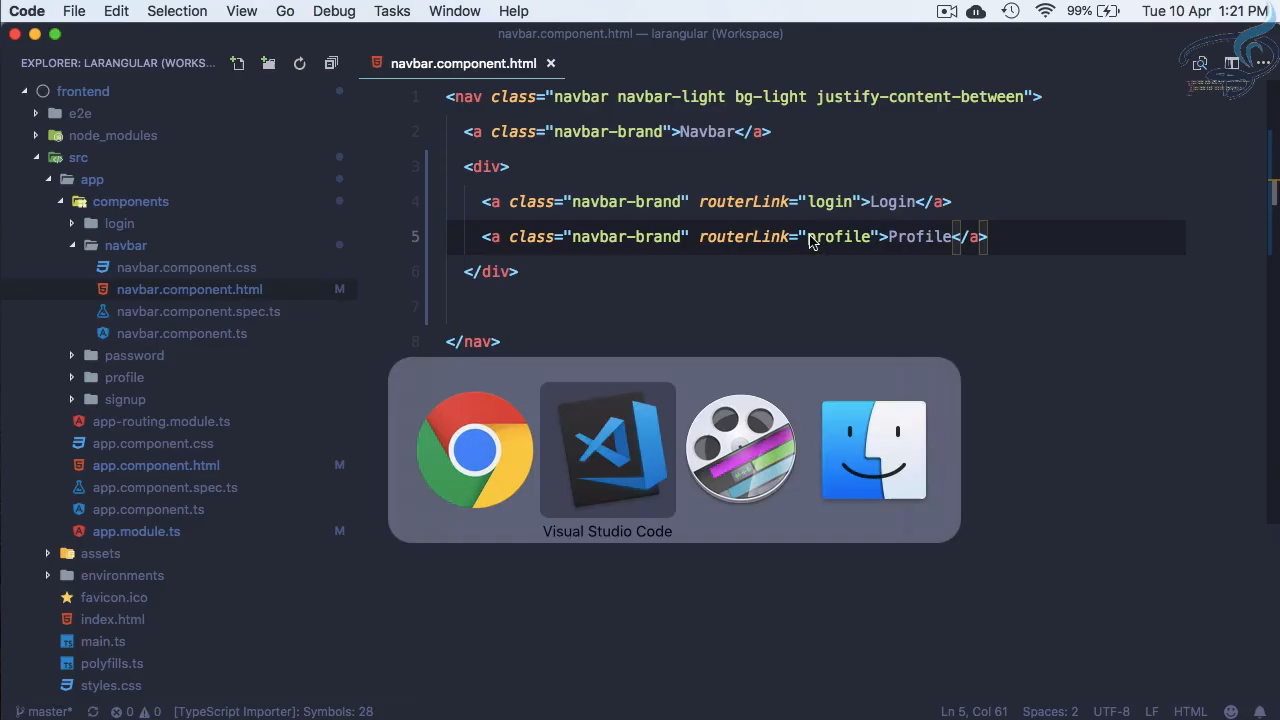 Code File Edit Selection View Go Debug Tasks Window Help 99% Tue 10 Apr 1:21 PM
navbar.component.html — larangular (Workspace)
EXPLORER: LARANGULAR (WORKS...
navbar.component.html
frontend
e2e
node_modules
src
app
components
login
navbar
navbar.component.css
navbar.component.html M
navbar.component.spec.ts
navbar.component.ts
password
profile
signup
app-routing.module.ts
app.component.css
app.component.html M
app.component.spec.ts
app.component.ts
app.module.ts M
assets
environments
favicon.ico
index.html
main.ts
polyfills.ts
styles.css
1 <nav class="navbar navbar-light bg-light justify-content-between">
2 <a class="navbar-brand">Navbar</a>
3 <div>
4 <a class="navbar-brand" routerLink="login">Login</a>
5 <a class="navbar-brand" routerLink="profile">Profile</a>
6 </div>
7
8 </nav>
Visual Studio Code
master* 0 0 [TypeScript Importer]: Symbols: 28 Ln 5, Col 61 Spaces: 2 UTF-8 LF HTML